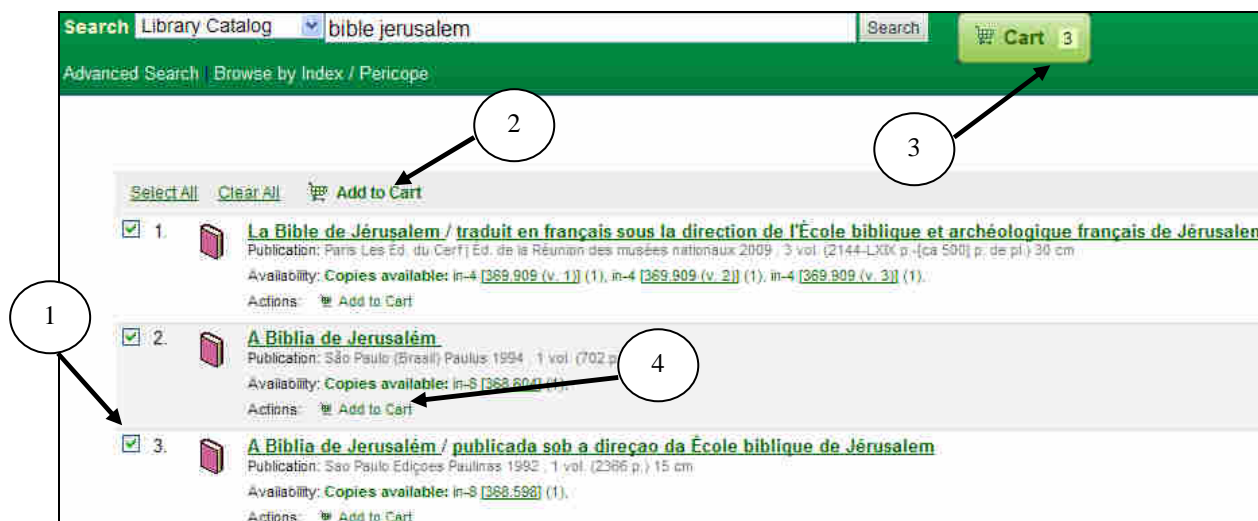 Search Library Catalog bible jerusalem Search Cart 3
Advanced Search | Browse by Index / Pericope
2
3
Select All Clear All Add to Cart
1. La Bible de Jérusalem / traduit en français sous la direction de l'École biblique et archéologique français de Jérusalem
Publication: Paris Les Éd. du Cerf| Éd. de la Réunion des musées nationaux 2009 , 3 vol. (2144-LXIX p.-[ca 500] p. de pl.) 30 cm
Availability: Copies available: in-4 [369.909 (v. 1)] (1), in-4 [369.909 (v. 2)] (1), in-4 [369.909 (v. 3)] (1).
Actions: Add to Cart
1
2. A Biblia de Jerusalém
Publication: São Paulo (Brasil) Paulus 1994 , 1 vol. (702 p
4
Availability: Copies available: in-8 [368.604] (1).
Actions: Add to Cart
3. A Biblia de Jerusalém / publicada sob a direçao da École biblique de Jérusalem
Publication: Sao Paulo Ediçoes Paulinas 1992 , 1 vol. (2366 p.) 15 cm
Availability: Copies available: in-8 [368.598] (1).
Actions: Add to Cart